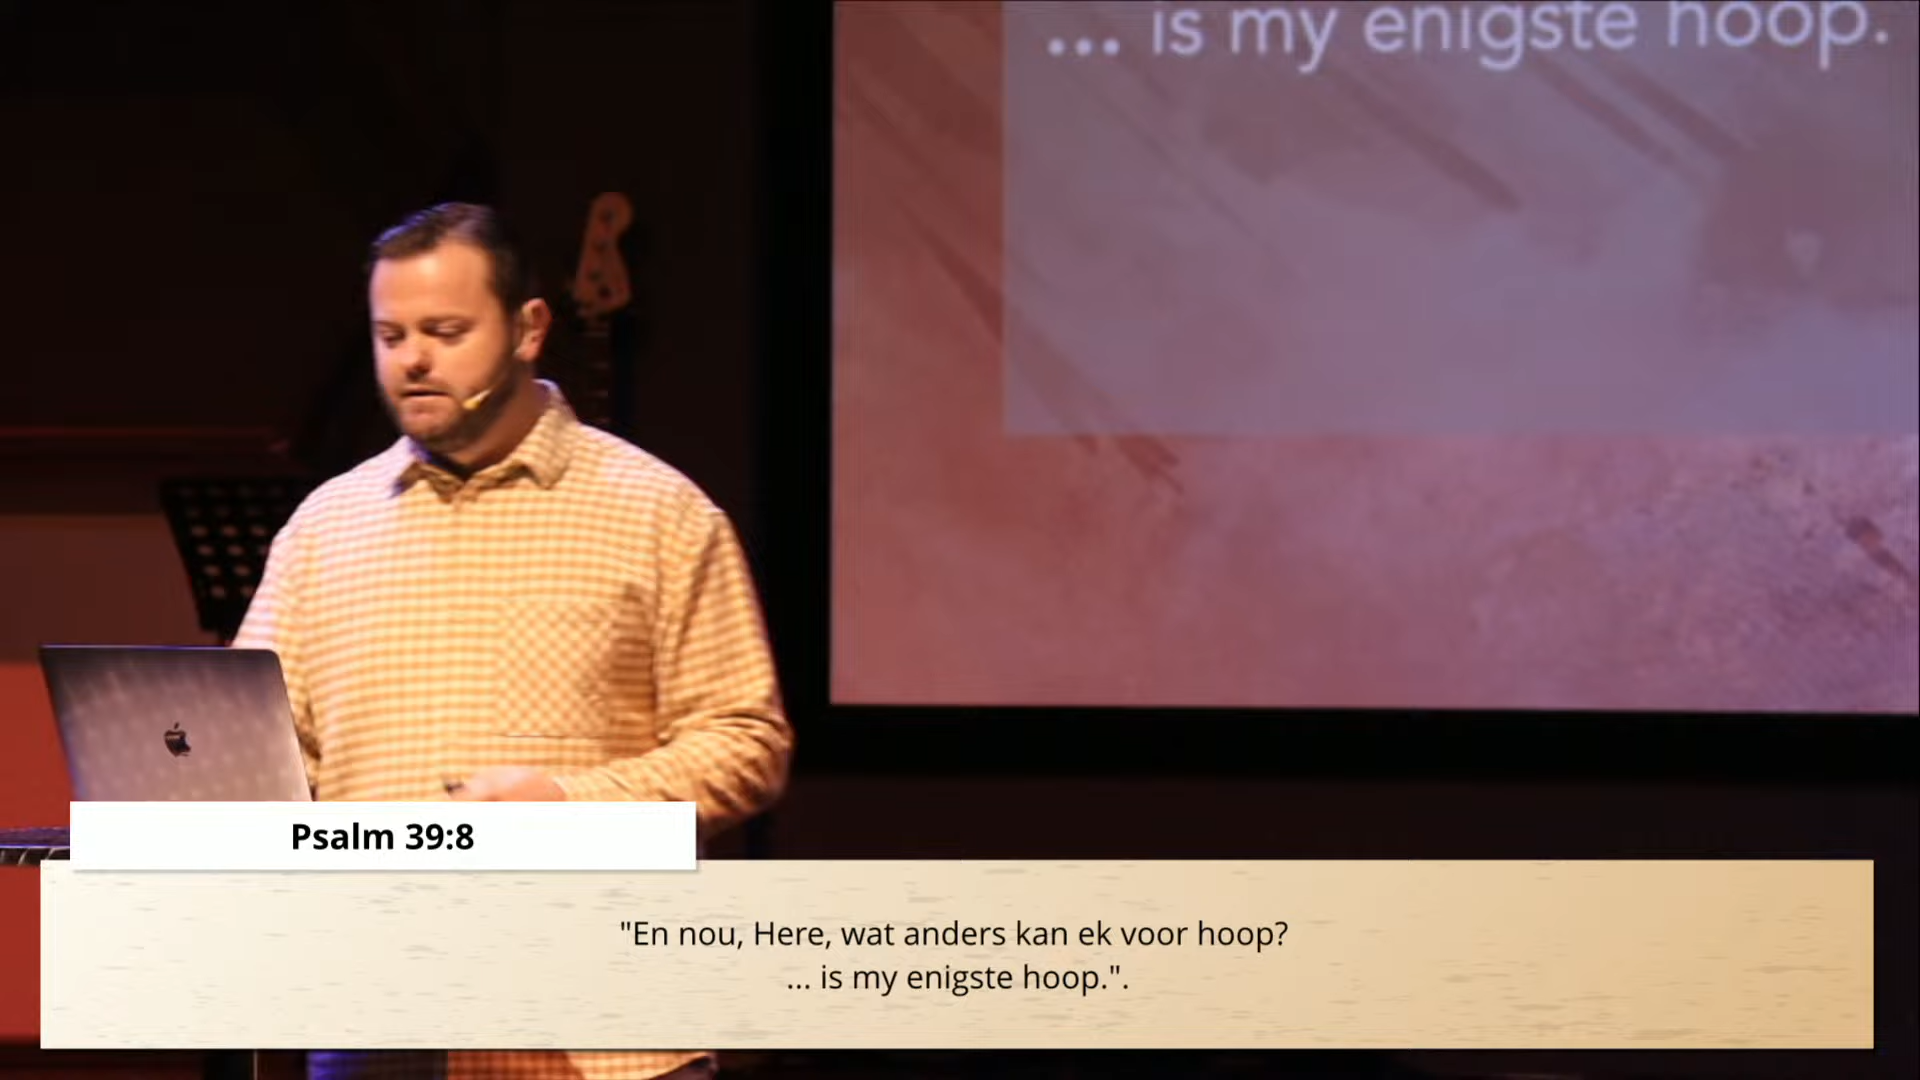 ... is my enigste hoop.
Psalm 39:8
"En nou, Here, wat anders kan ek voor hoop?
... is my enigste hoop.".